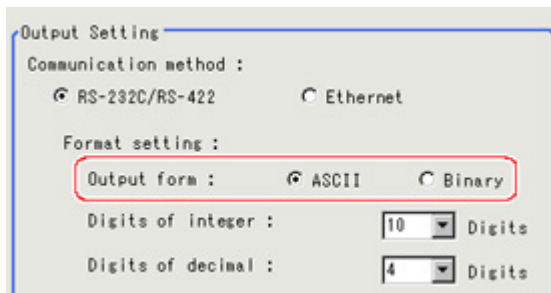 Output Setting
Communication method :
RS-232C/RS-422 Ethernet
Format setting :
Output form : ASCII Binary
Digits of integer : 10 Digits
Digits of decimal : 4 Digits